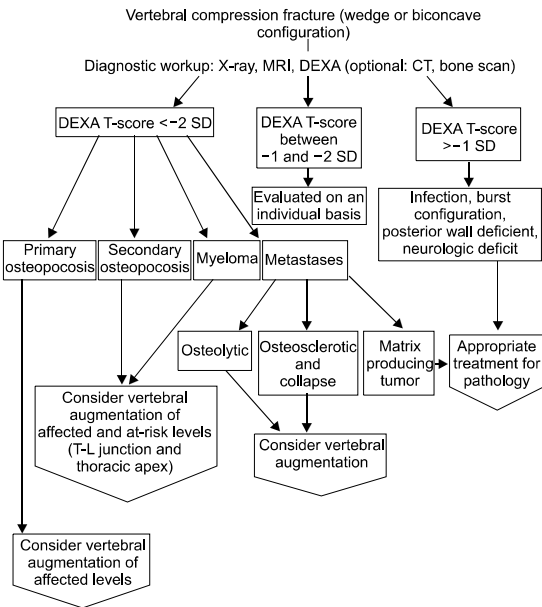 Vertebral compression fracture (wedge or biconcave
configuration)
Diagnostic workup: X-ray, MRI, DEXA (optional: CT, bone scan)
DEXA T-score <−2 SD
DEXA T-score
between
−1 and −2 SD
DEXA T-score
>−1 SD
Evaluated on an
individual basis
Infection, burst
configuration,
posterior wall deficient,
neurologic deficit
Primary
osteopocosis
Secondary
osteopocosis
Myeloma
Metastases
Osteolytic
Osteosclerotic
and
collapse
Matrix
producing
tumor
Appropriate
treatment for
pathology
Consider vertebral
augmentation of
affected and at-risk levels
(T-L junction and
thoracic apex)
Consider vertebral
augmentation
Consider vertebral
augmentation of
affected levels